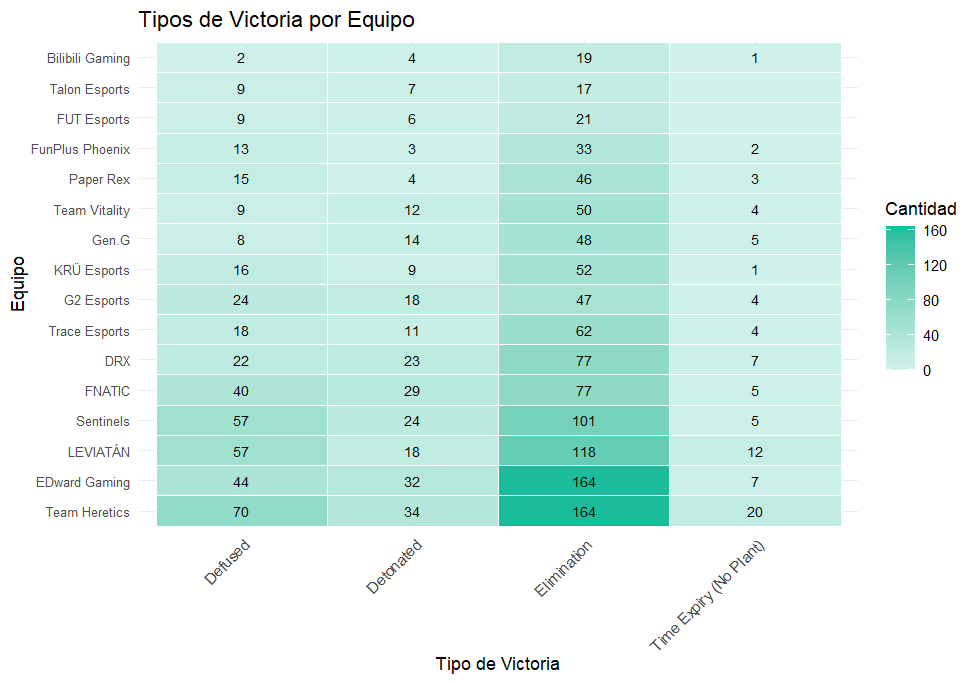 Tipos de Victoria por Equipo
Equipo
Bilibili Gaming 2 4 19 1
Talon Esports 9 7 17
FUT Esports 9 6 21
FunPlus Phoenix 13 3 33 2
Paper Rex 15 4 46 3
Team Vitality 9 12 50 4
Gen.G 8 14 48 5
KRÜ Esports 16 9 52 1
G2 Esports 24 18 47 4
Trace Esports 18 11 62 4
DRX 22 23 77 7
FNATIC 40 29 77 5
Sentinels 57 24 101 5
LEVIATÁN 57 18 118 12
EDward Gaming 44 32 164 7
Team Heretics 70 34 164 20
Defused Detonated Elimination Time Expiry (No Plant)
Tipo de Victoria
Cantidad
160
120
80
40
0